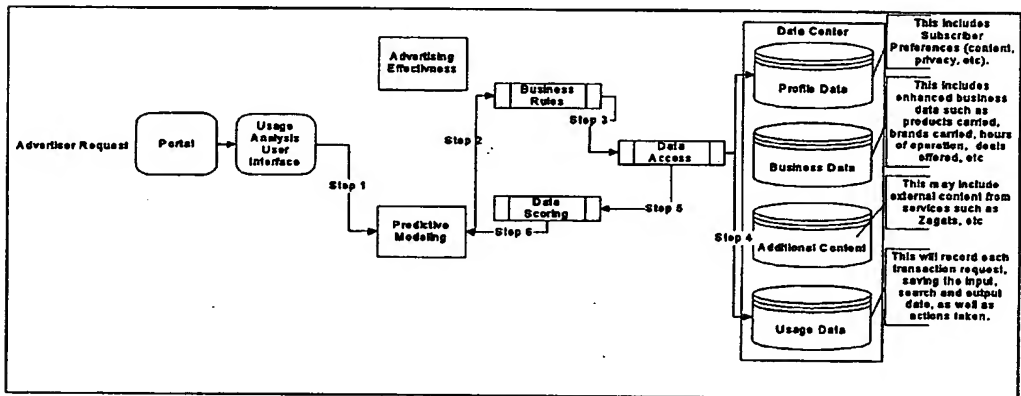 Advertiser Request
Portal
Usage
Analysis
User
Interface
Step 1
Advertising
Effectivness
Predictive
Modeling
Step 2
Business
Rules
Step 3
Data
Access
Step 5
Data
Scoring
Step 6
Step 4
Data Center
Profile Data
Business Data
Additional Content
Usage Data
This includes
Subscriber
Preferences (content,
privacy, etc).
This includes
enhanced business
data such as
products carried,
brands carried, hours
of operation, deals
offered, etc
This may include
external content from
services such as
Zagats, etc
This will record each
transaction request,
saving the input,
search and output
date, as well as
actions taken.